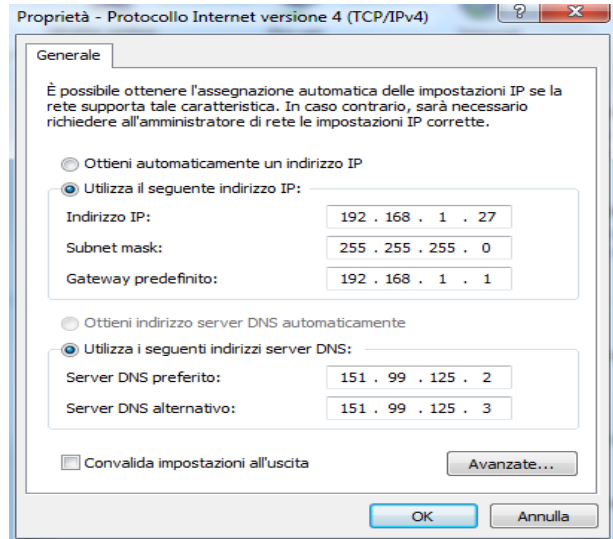 Proprietà - Protocollo Internet versione 4 (TCP/IPv4)
Generale
È possibile ottenere l'assegnazione automatica delle impostazioni IP se la
rete supporta tale caratteristica. In caso contrario, sarà necessario
richiedere all'amministratore di rete le impostazioni IP corrette.
Ottieni automaticamente un indirizzo IP
Utilizza il seguente indirizzo IP:
Indirizzo IP: 192 . 168 . 1 . 27
Subnet mask: 255 . 255 . 255 . 0
Gateway predefinito: 192 . 168 . 1 . 1
Ottieni indirizzo server DNS automaticamente
Utilizza i seguenti indirizzi server DNS:
Server DNS preferito: 151 . 99 . 125 . 2
Server DNS alternativo: 151 . 99 . 125 . 3
Convalida impostazioni all'uscita Avanzate...
OK Annulla